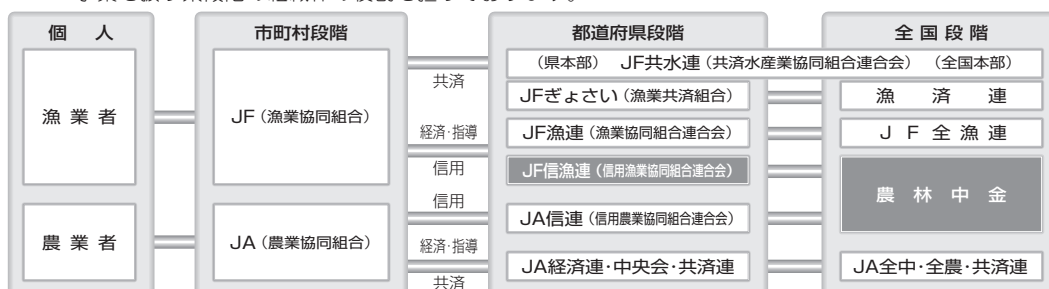 個人
市町村段階
都道府県段階
全国段階
漁業者
JF（漁業協同組合）
共済
（県本部） JF共水連（共済水産業協同組合連合会） （全国本部）
JFぎょさい（漁業共済組合）
漁済連
経済・指導
JF漁連（漁業協同組合連合会）
JF全漁連
信用
JF信漁連（信用漁業協同組合連合会）
農林中金
信用
農業者
JA（農業協同組合）
JA信連（信用農業協同組合連合会）
経済・指導
共済
JA経済連・中央会・共済連
JA全中・全農・共済連